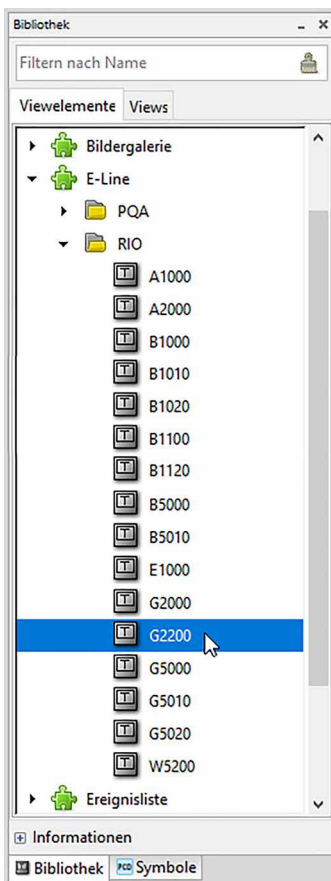 Bibliothek
Filtern nach Name
Viewelemente Views
Bildergalerie
E-Line
PQA
RIO
A1000
A2000
B1000
B1010
B1020
B1100
B1120
B5000
B5010
E1000
G2000
G2200
G5000
G5010
G5020
W5200
Ereignisliste
Informationen
Bibliothek PCD Symbole